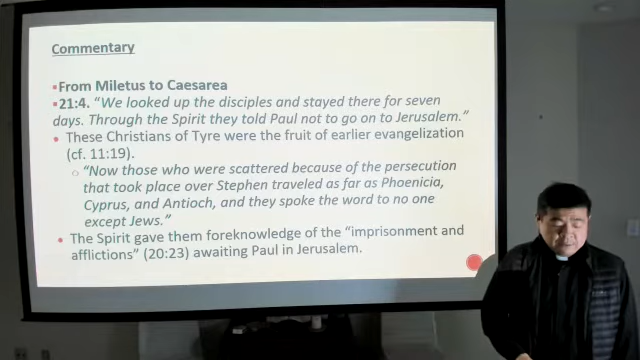 Commentary
▪From Miletus to Caesarea
▪21:4. “We looked up the disciples and stayed there for seven
days. Through the Spirit they told Paul not to go on to Jerusalem.”
• These Christians of Tyre were the fruit of earlier evangelization
(cf. 11:19).
○ “Now those who were scattered because of the persecution
that took place over Stephen traveled as far as Phoenicia,
Cyprus, and Antioch, and they spoke the word to no one
except Jews.”
• The Spirit gave them foreknowledge of the “imprisonment and
afflictions” (20:23) awaiting Paul in Jerusalem.